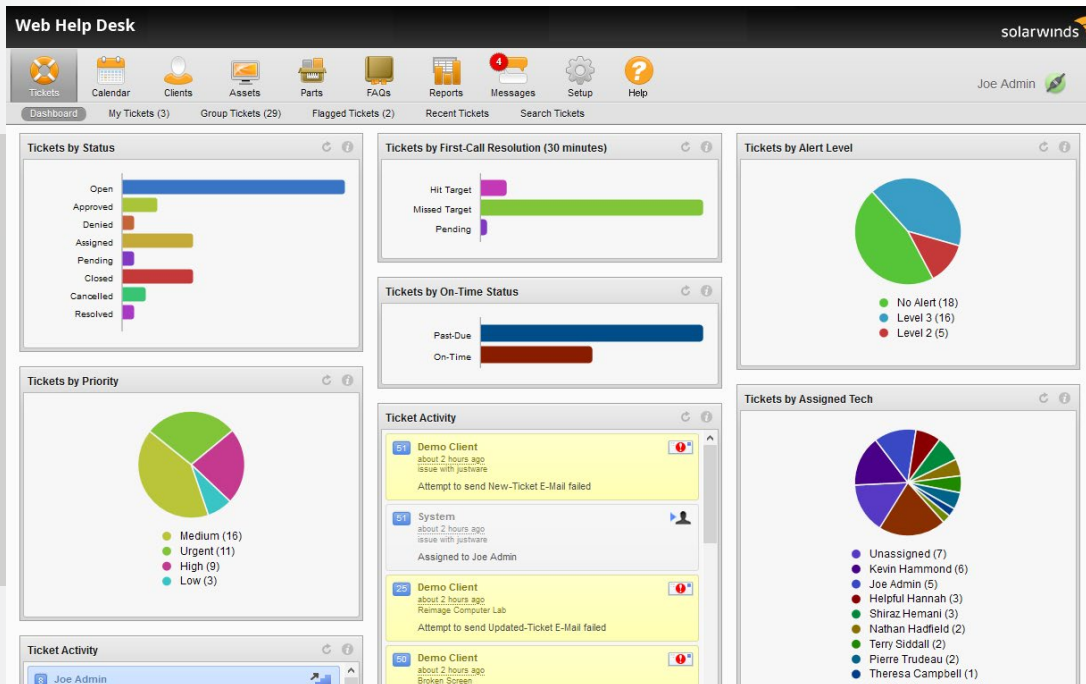 Web Help Desk
solarwinds
4
Tickets Calendar Clients Assets Parts FAQs Reports Messages Setup Help
Joe Admin
Dashboard My Tickets (3) Group Tickets (29) Flagged Tickets (2) Recent Tickets Search Tickets
Tickets by Status
Open
Approved
Denied
Assigned
Pending
Closed
Cancelled
Resolved
Tickets by Priority
Medium (16)
Urgent (11)
High (9)
Low (3)
Ticket Activity
8 Joe Admin
Tickets by First-Call Resolution (30 minutes)
Hit Target
Missed Target
Pending
Tickets by On-Time Status
Past-Due
On-Time
Ticket Activity
51 Demo Client
about 2 hours ago
issue with justware
Attempt to send New-Ticket E-Mail failed
51 System
about 2 hours ago
issue with justware
Assigned to Joe Admin
25 Demo Client
about 2 hours ago
Reimage Computer Lab
Attempt to send Updated-Ticket E-Mail failed
50 Demo Client
about 2 hours ago
Broken Screen
Tickets by Alert Level
No Alert (18)
Level 3 (16)
Level 2 (5)
Tickets by Assigned Tech
Unassigned (7)
Kevin Hammond (6)
Joe Admin (5)
Helpful Hannah (3)
Shiraz Hemani (3)
Nathan Hadfield (2)
Terry Siddall (2)
Pierre Trudeau (2)
Theresa Campbell (1)